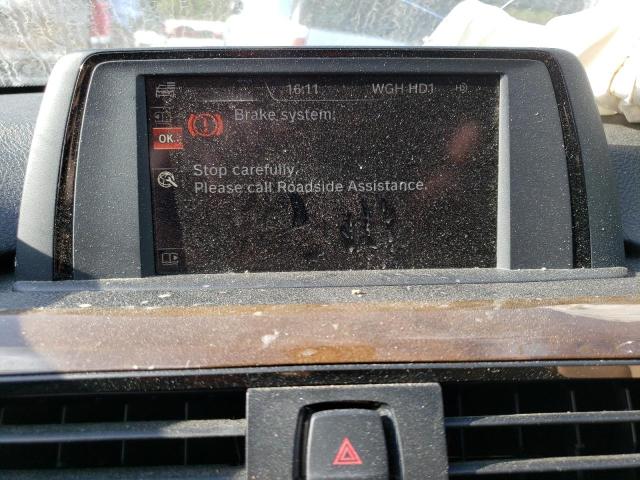 16:11 WGH HD1
Brake system:
OK
Stop carefully.
Please call Roadside Assistance.